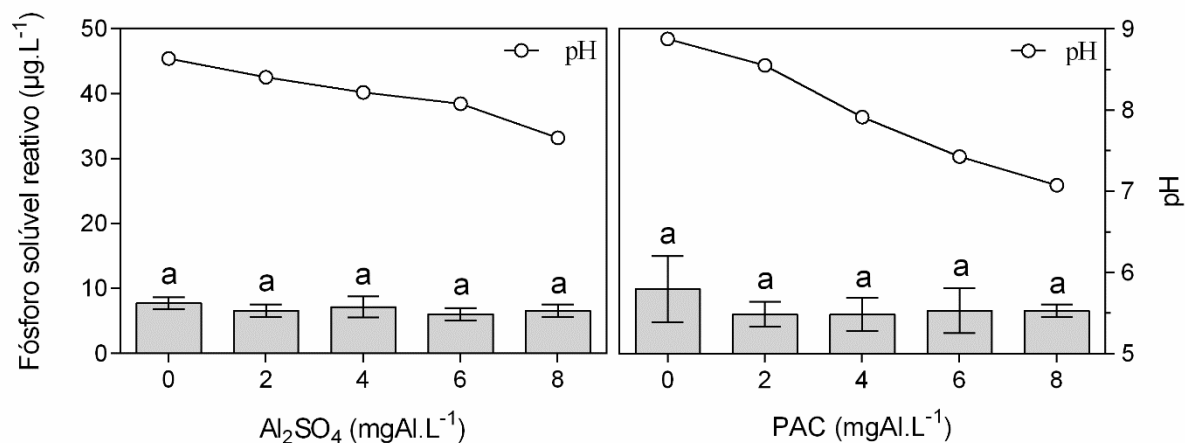 Fósforo solúvel reativo (µg.L⁻¹)
50
40
30
20
10
0
pH
a a a a a
0 2 4 6 8
Al₂SO₄ (mgAl.L⁻¹)
pH
a a a a a
0 2 4 6 8
PAC (mgAl.L⁻¹)
9
8
7
6
5
pH